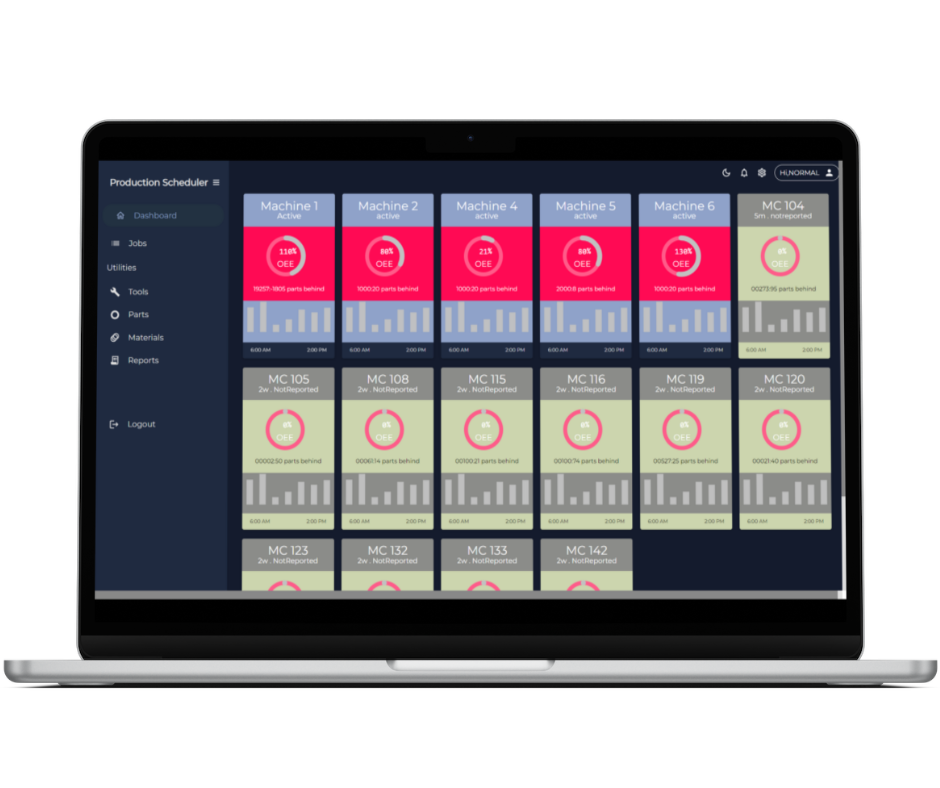 Production Scheduler
Hi,NORMAL
Dashboard
Jobs
Utilities
Tools
Parts
Materials
Reports
Logout
Machine 1
Active
110%
OEE
19257:-1805 parts behind
6:00 AM 2:00 PM
Machine 2
active
80%
OEE
1000:20 parts behind
6:00 AM 2:00 PM
Machine 4
active
21%
OEE
1000:20 parts behind
6:00 AM 2:00 PM
Machine 5
active
80%
OEE
2000:8 parts behind
6:00 AM 2:00 PM
Machine 6
active
130%
OEE
1000:20 parts behind
6:00 AM 2:00 PM
MC 104
5m . notreported
0%
OEE
00273:95 parts behind
6:00 AM 2:00 PM
MC 105
2w . NotReported
0%
OEE
00002:50 parts behind
6:00 AM 2:00 PM
MC 108
2w . NotReported
0%
OEE
00061:14 parts behind
6:00 AM 2:00 PM
MC 115
2w . NotReported
0%
OEE
00100:21 parts behind
6:00 AM 2:00 PM
MC 116
2w . NotReported
0%
OEE
00100:74 parts behind
6:00 AM 2:00 PM
MC 119
2w . NotReported
0%
OEE
00527:25 parts behind
6:00 AM 2:00 PM
MC 120
2w . NotReported
0%
OEE
00021:40 parts behind
6:00 AM 2:00 PM
MC 123
2w . NotReported
MC 132
2w . NotReported
MC 133
2w . NotReported
MC 142
2w . NotReported